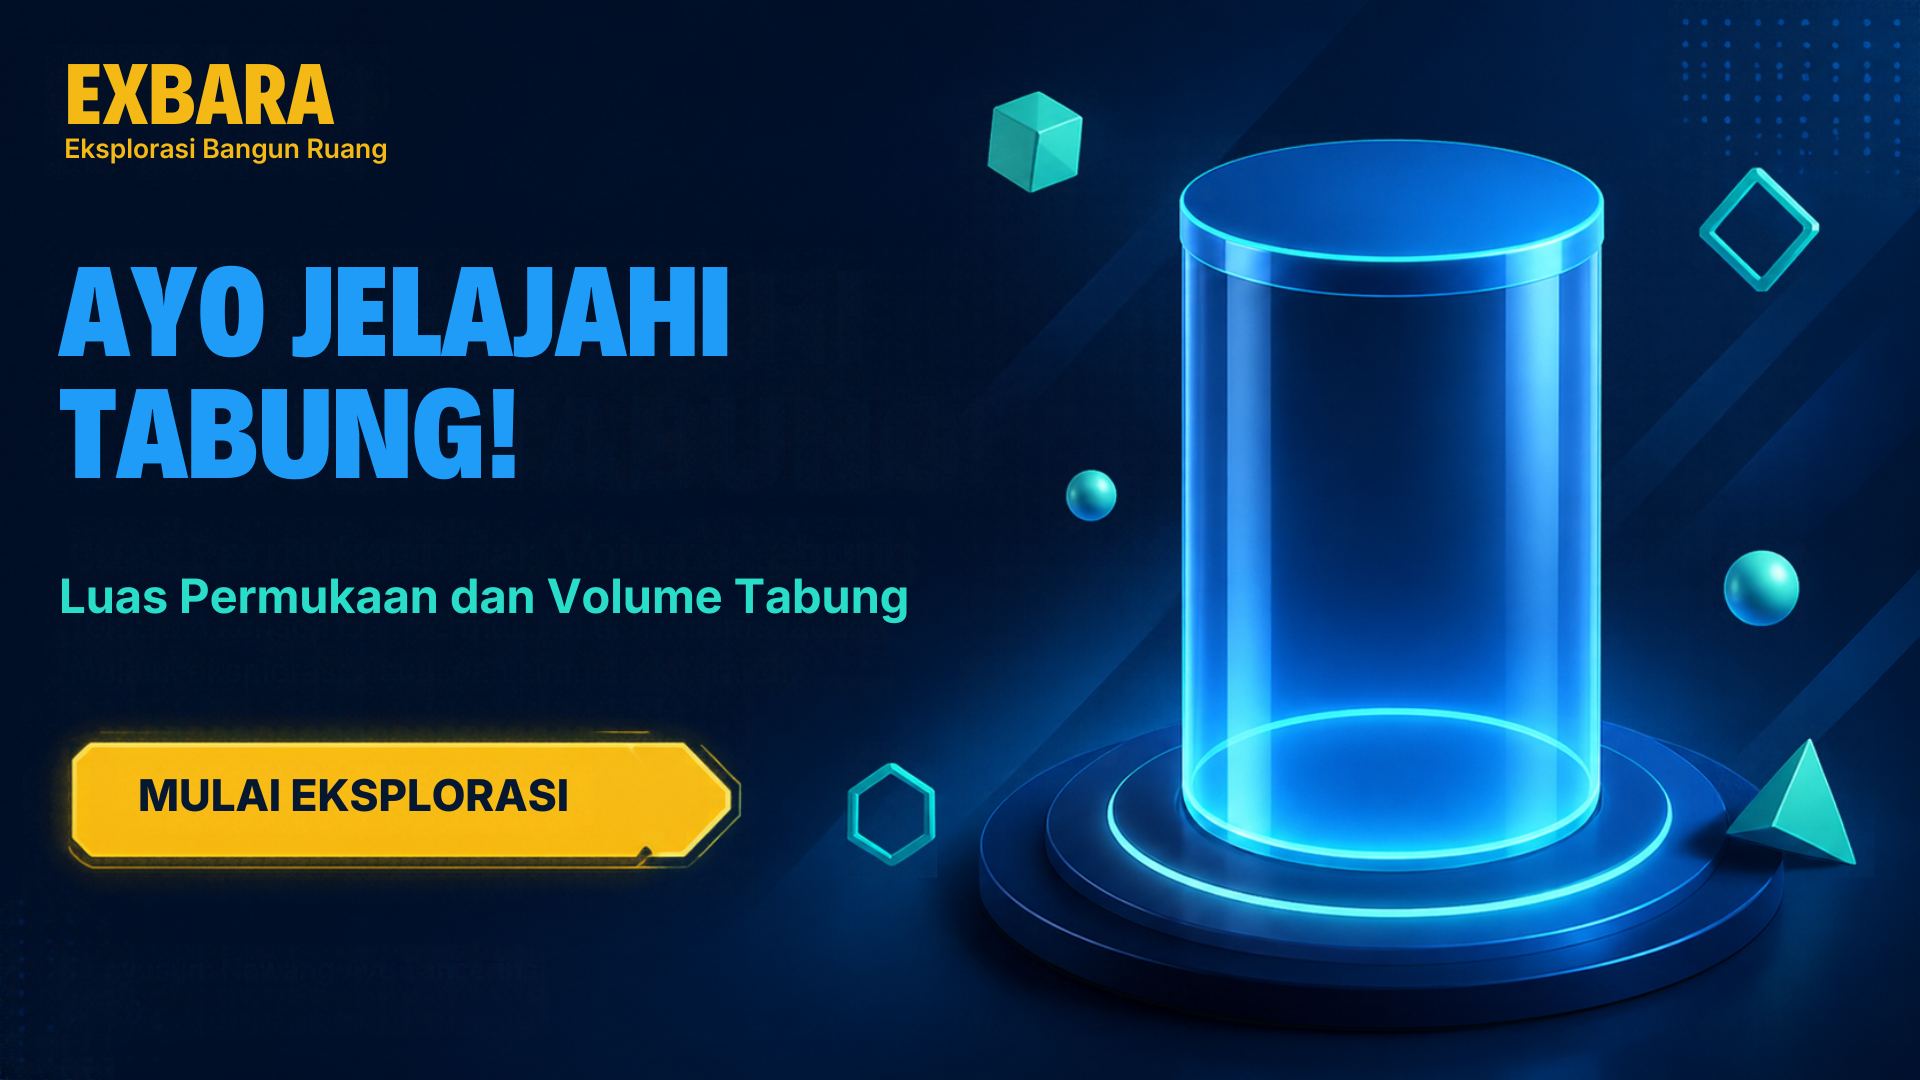 EXBARA
Eksplorasi Bangun Ruang
AYO JELAJAHI
TABUNG!
Luas Permukaan dan Volume Tabung
MULAI EKSPLORASI